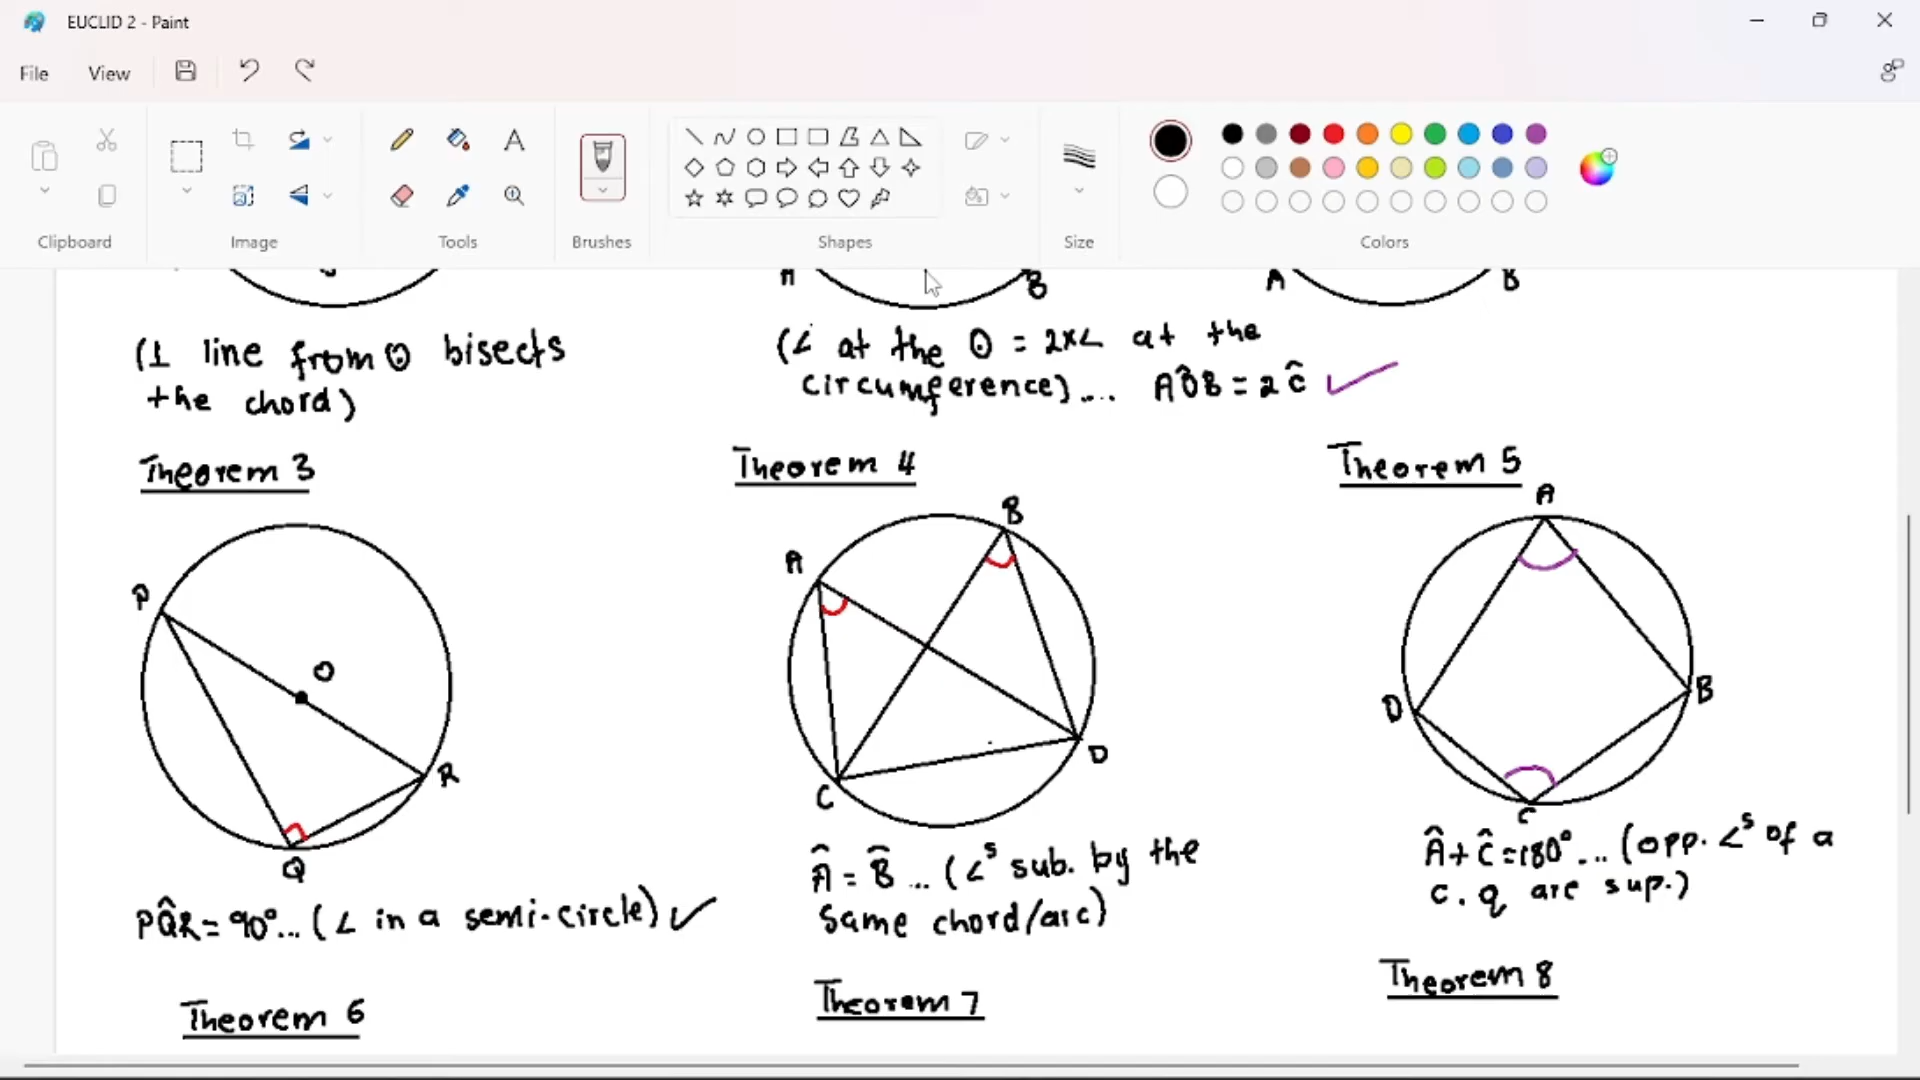 EUCLID 2 - Paint
File View
Clipboard Image Tools Brushes Shapes Size Colors
A B A B
(⊥ line from O bisects
the chord)
(∠ at the O = 2x∠ at the
circumference)... AÔB = 2Ĉ ✓
Theorem 3
Theorem 4
Theorem 5
P
O
R
Q
PQ̂R = 90°... (∠ in a semi-circle) ✓
A
B
C
D
Â = B̂ ... (∠s sub. by the
same chord/arc)
A
B
C
D
Â + Ĉ = 180°... (opp. ∠s of a
c.q are sup.)
Theorem 6
Theorem 7
Theorem 8